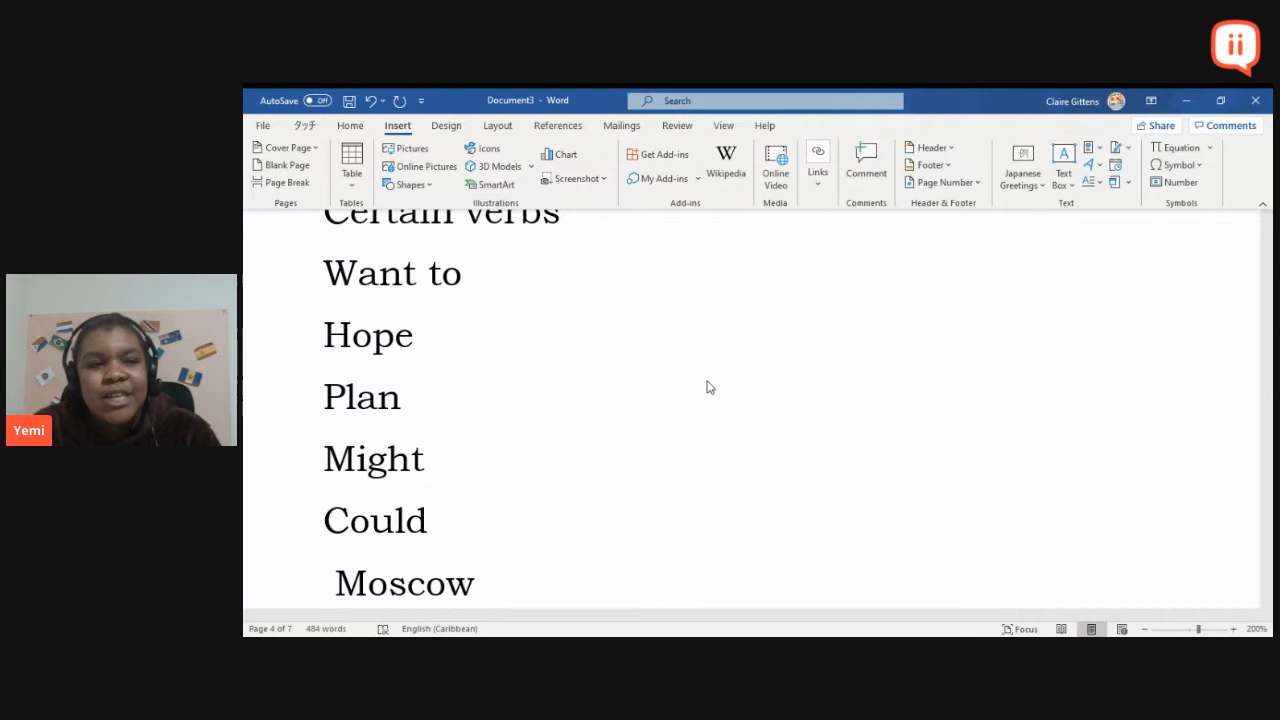 ii
AutoSave Off Document3 - Word Search Claire Gittens
File タッチ Home Insert Design Layout References Mailings Review View Help Share Comments
Cover Page
Blank Page
Page Break
Pages
Table
Tables
Pictures
Online Pictures
Shapes
Icons
3D Models
SmartArt
Chart
Screenshot
Illustrations
Get Add-ins
My Add-ins
W
Wikipedia
Add-ins
Online
Video
Media
Links
Comment
Comments
Header
Footer
Page Number
Header & Footer
例
Japanese
Greetings
A
Text
Box
Text
Equation
Symbol
Number
Symbols
Certain verbs
Want to
Hope
Plan
Might
Could
Moscow
Yemi
Page 4 of 7 484 words English (Caribbean) Focus 200%